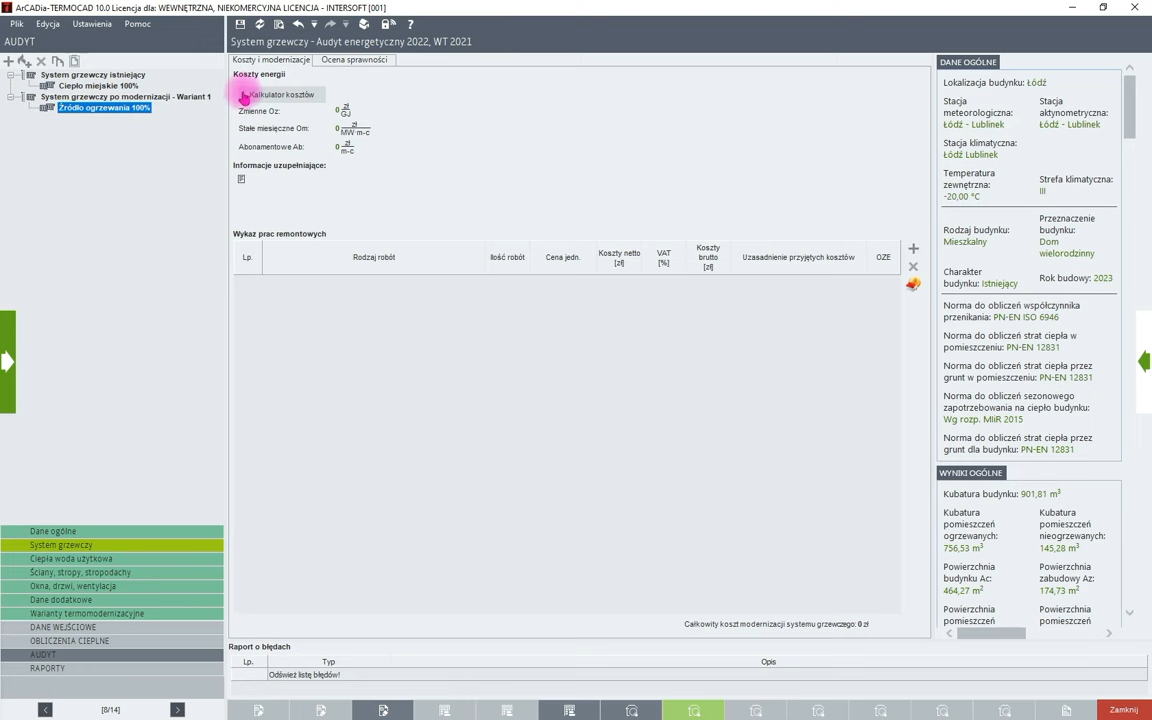 ArCADia-TERMOCAD 10.0 Licencja dla: WEWNĘTRZNA, NIEKOMERCYJNA LICENCJA - INTERSOFT [001]
Plik Edycja Ustawienia Pomoc
AUDYT
System grzewczy - Audyt energetyczny 2022, WT 2021
System grzewczy istniejący
Ciepło miejskie 100%
System grzewczy po modernizacji - Wariant 1
Źródło ogrzewania 100%
Koszty i modernizacje Ocena sprawności
Koszty energii
Kalkulator kosztów
Zmienne Oz: 0 zł/GJ
Stałe miesięczne Om: 0 zł/MW·m-c
Abonamentowe Ab: 0 zł/m-c
Informacje uzupełniające:
Wykaz prac remontowych
Lp. Rodzaj robót Ilość robót Cena jedn. Koszty netto [zł] VAT [%] Koszty brutto [zł] Uzasadnienie przyjętych kosztów OZE
Całkowity koszt modernizacji systemu grzewczego: 0 zł
Raport o błędach
Lp. Typ Opis
Odśwież listę błędów!
Dane ogólne
System grzewczy
Ciepła woda użytkowa
Ściany, stropy, stropodachy
Okna, drzwi, wentylacja
Dane dodatkowe
Warianty termomodernizacyjne
DANE WEJŚCIOWE
OBLICZENIA CIEPLNE
AUDYT
RAPORTY
[8/14]
DANE OGÓLNE
Lokalizacja budynku: Łódź
Stacja meteorologiczna: Łódź - Lublinek
Stacja aktynometryczna: Łódź - Lublinek
Stacja klimatyczna: Łódź Lublinek
Temperatura zewnętrzna: -20,00 °C
Strefa klimatyczna: III
Rodzaj budynku: Mieszkalny
Przeznaczenie budynku: Dom wielorodzinny
Charakter budynku: Istniejący
Rok budowy: 2023
Norma do obliczeń współczynnika
przenikania: PN-EN ISO 6946
Norma do obliczeń strat ciepła w
pomieszczeniu: PN-EN 12831
Norma do obliczeń strat ciepła przez
grunt w pomieszczeniu: PN-EN 12831
Norma do obliczeń sezonowego
zapotrzebowania na ciepło budynku:
Wg rozp. MIiR 2015
Norma do obliczeń strat ciepła przez
grunt dla budynku: PN-EN 12831
WYNIKI OGÓLNE
Kubatura budynku: 901,81 m³
Kubatura pomieszczeń ogrzewanych: 756,53 m³
Kubatura pomieszczeń nieogrzewanych: 145,28 m³
Powierzchnia budynku Ac: 464,27 m²
Powierzchnia zabudowy Az: 174,73 m²
Powierzchnia pomieszczeń
Powierzchnia pomieszczeń
Zamknij